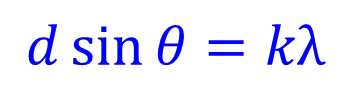 d sin θ = kλ